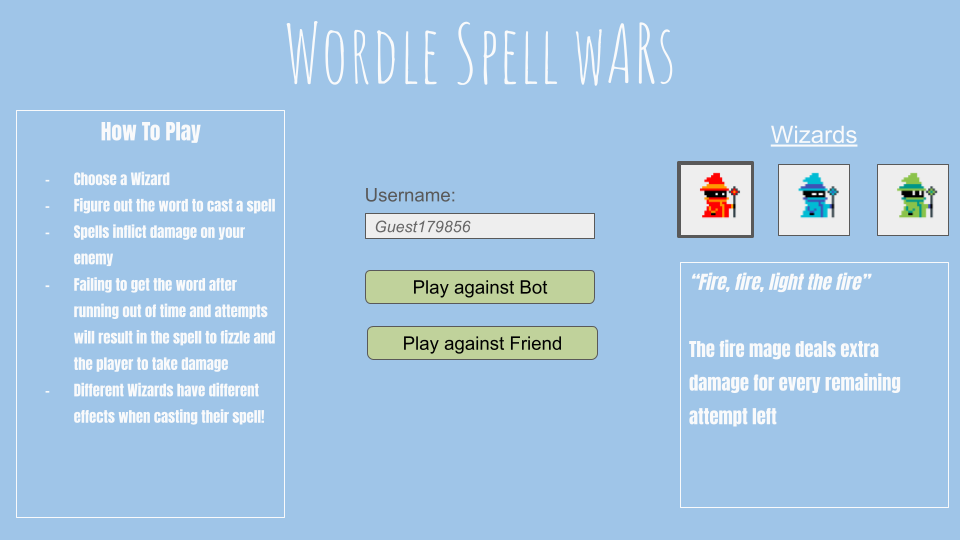 WORDLE SPELL WARS
How To Play
- Choose a Wizard
- Figure out the word to cast a spell
- Spells inflict damage on your
enemy
- Failing to get the word after
running out of time and attempts
will result in the spell to fizzle and
the player to take damage
- Different Wizards have different
effects when casting their spell!
Username:
Guest179856
Play against Bot
Play against Friend
Wizards
“Fire, fire, light the fire”
The fire mage deals extra
damage for every remaining
attempt left